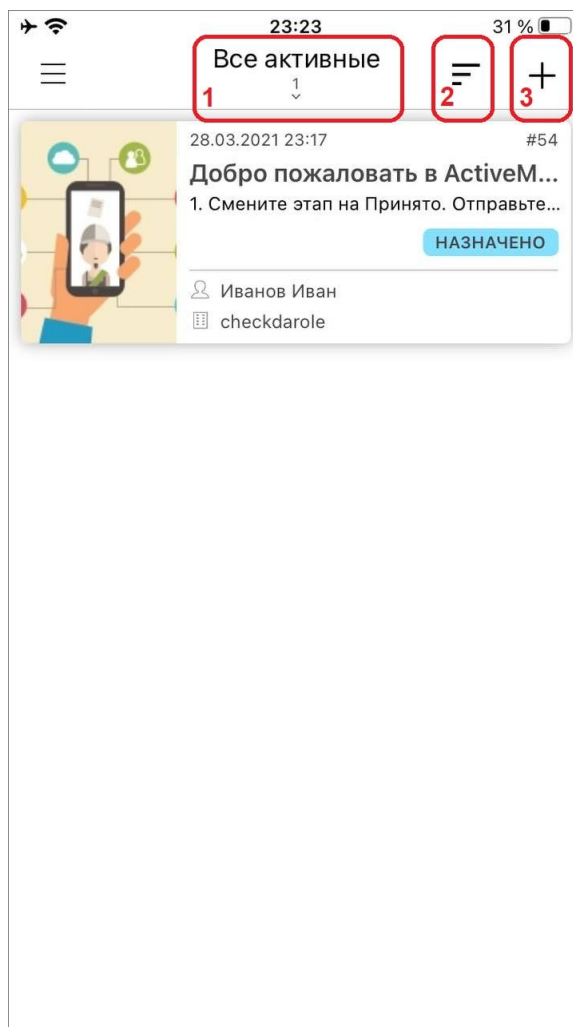 23:23
31 %
Все активные
1
1
2
3
28.03.2021 23:17
#54
Добро пожаловать в ActiveM...
1. Смените этап на Принято. Отправьте...
НАЗНАЧЕНО
Иванов Иван
checkdarole